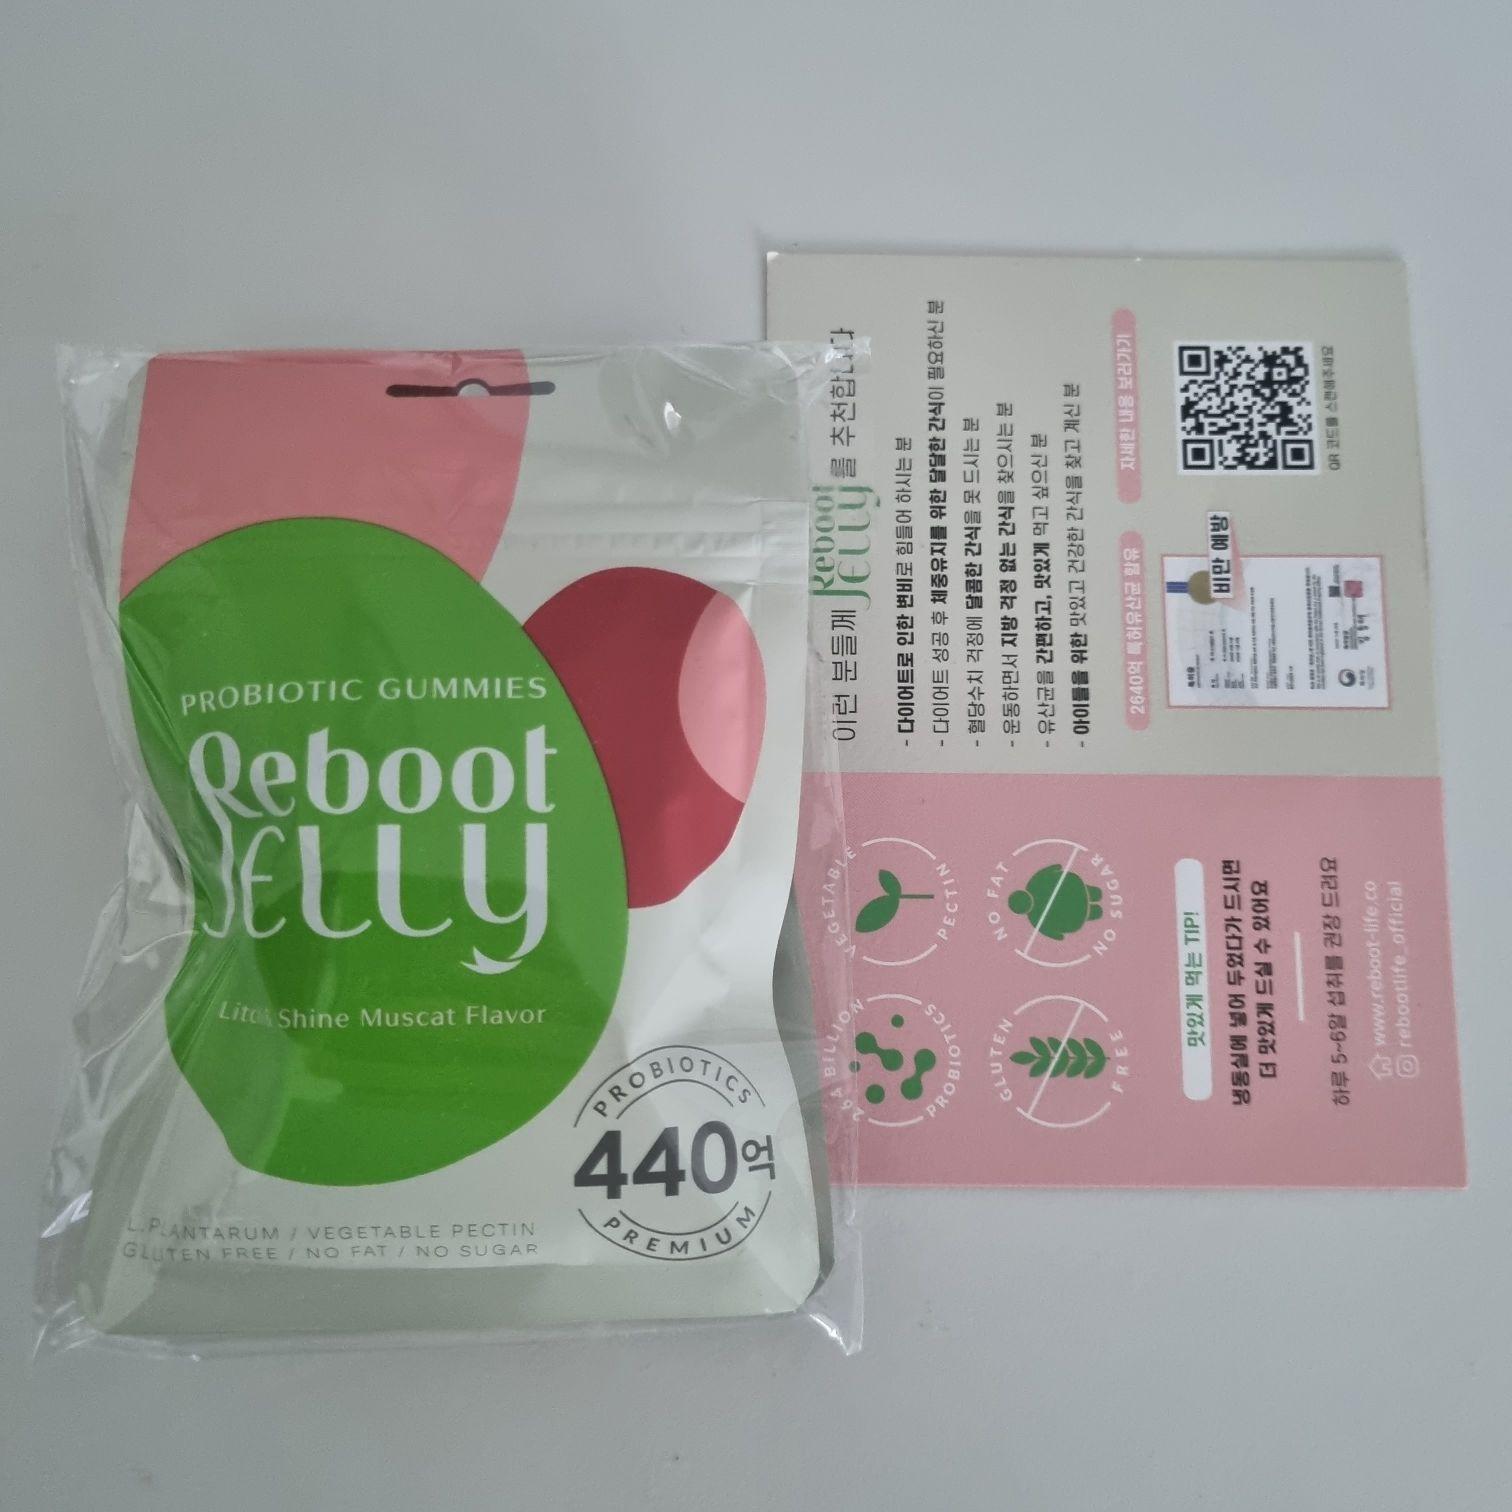 PROBIOTIC GUMMIES
Reboot
JELLY
Shine Muscat Flavor
PROBIOTICS
440억
PREMIUM
L.PLANTARUM / VEGETABLE PECTIN
GLUTEN FREE / NO FAT / NO SUGAR
이런 분들께 Reboot JELLY를 추천합니다
- 다이어트로 인한 변비로 힘들어 하시는 분
- 다이어트 성공 후 체중유지를 위한 달달한 간식이 필요하신 분
- 혈당수치 걱정에 달콤한 간식을 못 드시는 분
- 운동하면서 지방 걱정 없는 간식을 찾으시는 분
- 유산균을 간편하고, 맛있게 먹고 싶으신 분
- 아이들을 위한 맛있고 건강한 간식을 찾고 계신 분
2640억 특허유산균 함유
자세한 내용 보러가기
비만 예방
특허증
QR 코드를 스캔해주세요
VEGETABLE
PECTIN
NO FAT
NO SUGAR
264 BILLION
PROBIOTICS
GLUTEN
FREE
맛있게 먹는 TIP!
냉동실에 넣어 두었다가 드시면
더 맛있게 드실 수 있어요
하루 5~6알 섭취를 권장 드려요
www.reboot-life.co
rebootlife_official